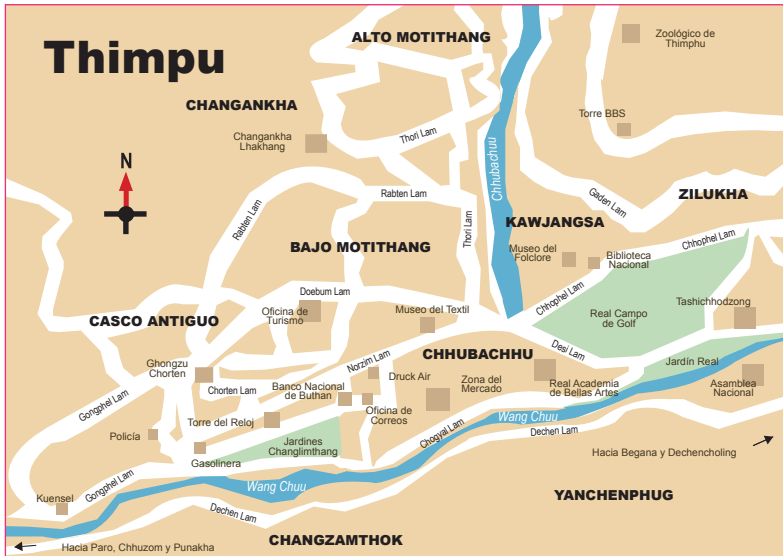 Thimpu
ALTO MOTITHANG
Zoológico de
Thimphu
CHANGANKHA
Torre BBS
Changankha
Lhakhang
Thori Lam
Chhubachuu
N
Rabten Lam
Rabten Lam
Thori Lam
Gaden Lam
ZILUKHA
KAWJANGSA
BAJO MOTITHANG
Museo del
Folclore
Biblioteca
Nacional
Chhophel Lam
Chhophel Lam
Doebum Lam
CASCO ANTIGUO
Oficina de
Turismo
Museo del Textil
Real Campo
de Golf
Tashichhodzong
Desi Lam
Norzim Lam
CHHUBACHHU
Jardín Real
Ghongzu
Chorten
Chorten Lam
Banco Nacional
de Buthan
Druck Air
Zona del
Mercado
Real Academia
de Bellas Artes
Asamblea
Nacional
Gongphel Lam
Torre del Reloj
Oficina de
Correos
Wang Chuu
Policía
Jardines
Changlimthang
Chogyal Lam
Dechen Lam
Gasolinera
Hacia Begana y Dechencholing
Gongphel Lam
Kuensel
Wang Chuu
YANCHENPHUG
Dechen Lam
CHANGZAMTHOK
Hacia Paro, Chhuzom y Punakha